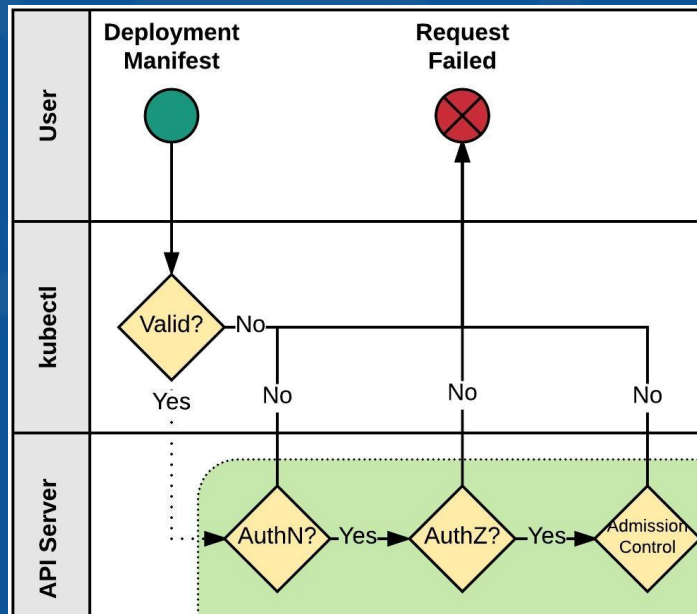 Deployment
Manifest
Request
Failed
User
kubectl
Valid?
No
Yes
No
No
No
API Server
AuthN?
Yes
AuthZ?
Yes
Admission
Control